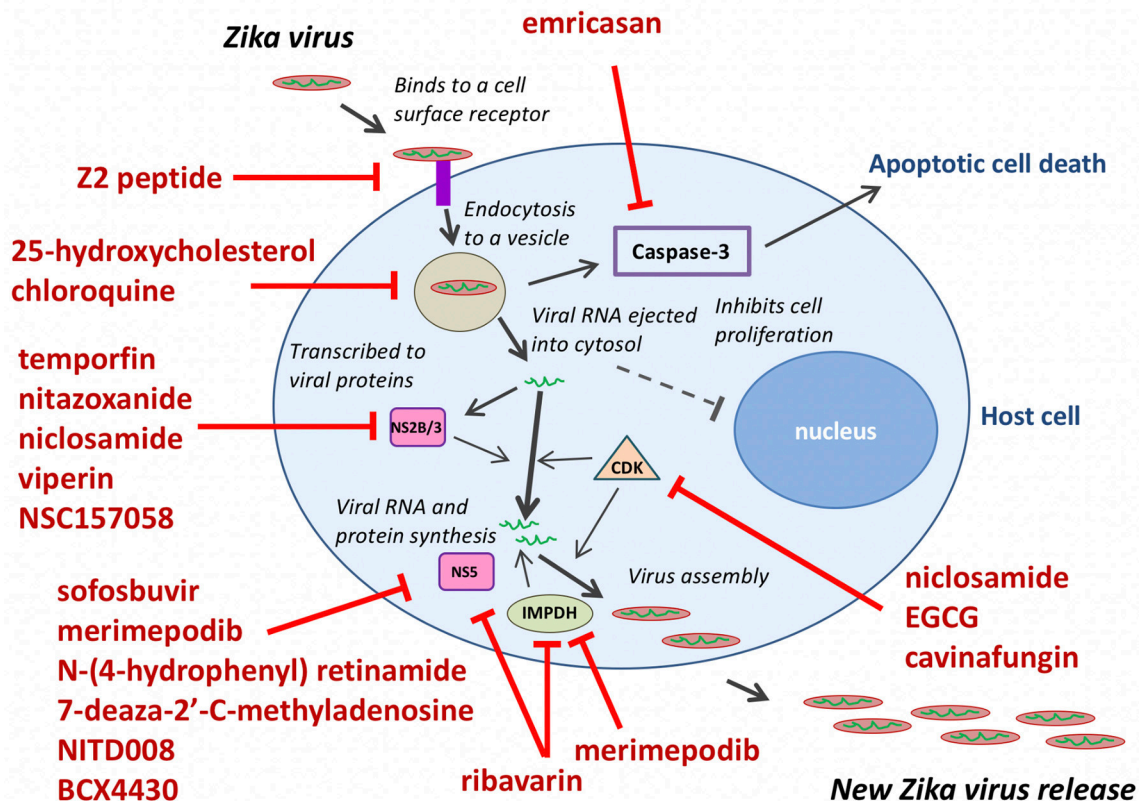 emricasan
Zika virus
Binds to a cell
surface receptor
Z2 peptide
Apoptotic cell death
Endocytosis
to a vesicle
25-hydroxycholesterol
chloroquine
Caspase-3
Viral RNA ejected
into cytosol
Inhibits cell
proliferation
Transcribed to
viral proteins
temporfin
nitazoxanide
niclosamide
viperin
NSC157058
NS2B/3
nucleus
Host cell
CDK
Viral RNA and
protein synthesis
NS5
IMPDH
Virus assembly
sofosbuvir
merimepodib
N-(4-hydrophenyl) retinamide
7-deaza-2’-C-methyladenosine
NITD008
BCX4430
niclosamide
EGCG
cavinafungin
merimepodib
ribavarin
New Zika virus release